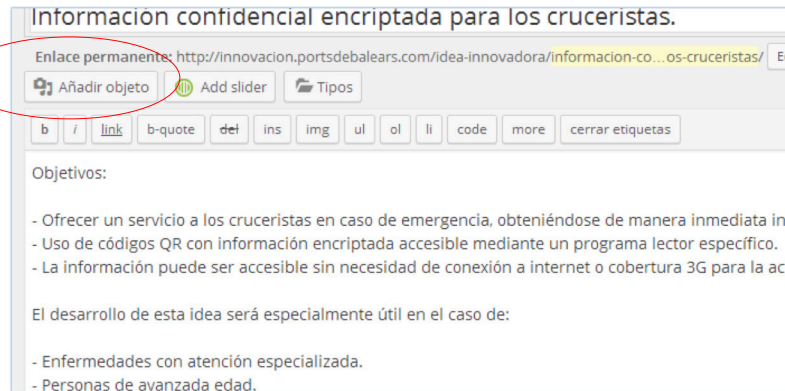 Información confidencial encriptada para los cruceristas.
Enlace permanente: http://innovacion.portsdebalears.com/idea-innovadora/informacion-co…os-cruceristas/
Añadir objeto Add slider Tipos
b i link b-quote del ins img ul ol li code more cerrar etiquetas
Objetivos:
- Ofrecer un servicio a los cruceristas en caso de emergencia, obteniéndose de manera inmediata in
- Uso de códigos QR con información encriptada accesible mediante un programa lector específico.
- La información puede ser accesible sin necesidad de conexión a internet o cobertura 3G para la ac
El desarrollo de esta idea será especialmente útil en el caso de:
- Enfermedades con atención especializada.
- Personas de avanzada edad.